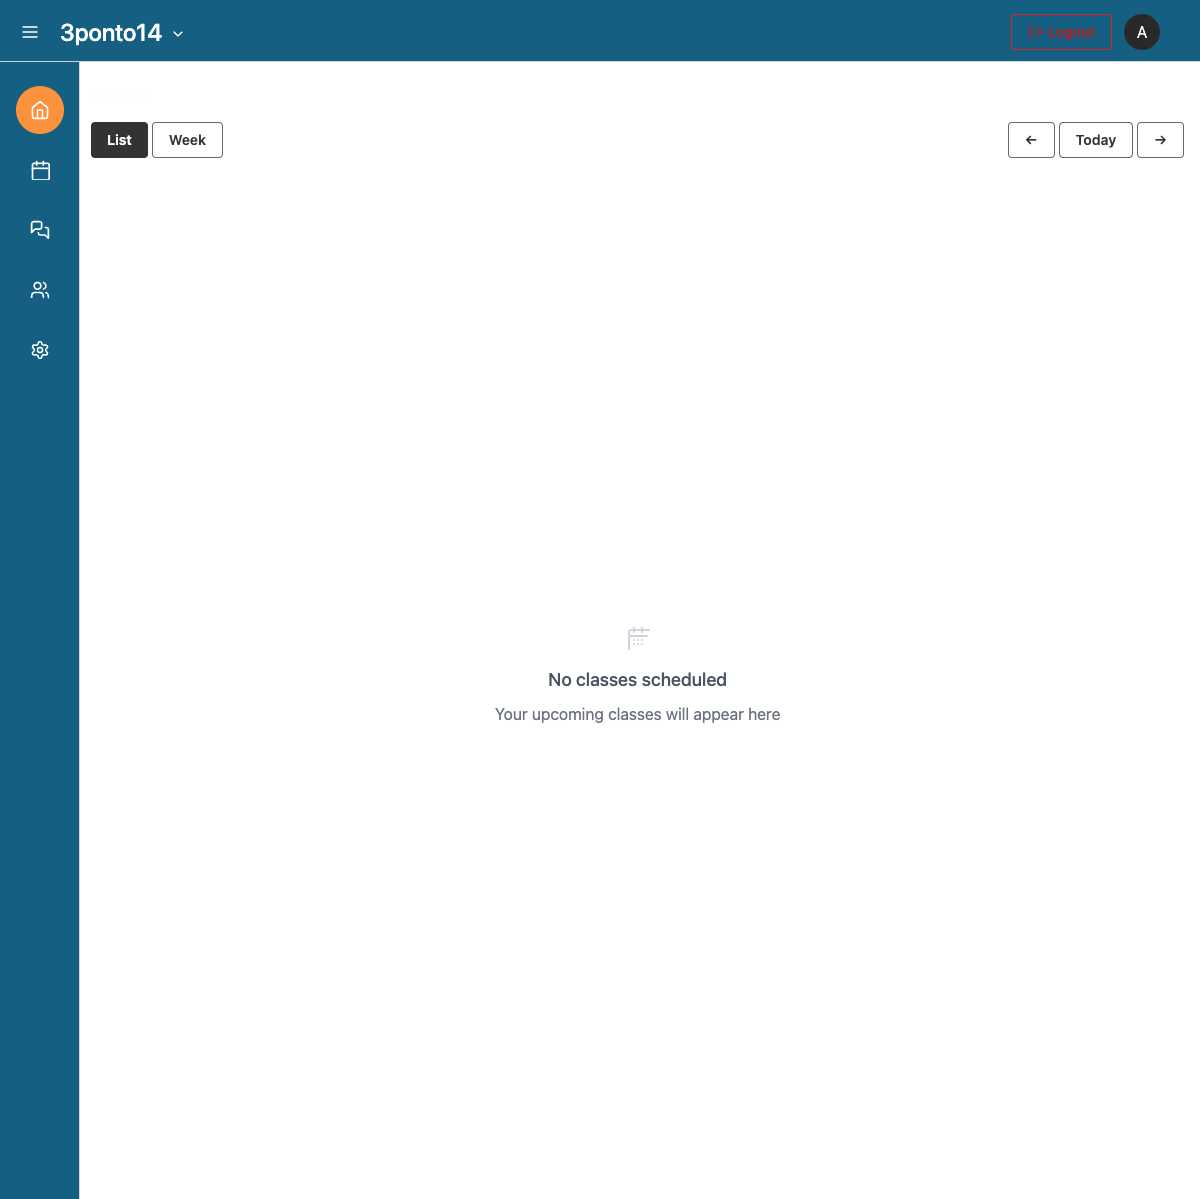 3ponto14
Logout
A
List
Week
Today
No classes scheduled
Your upcoming classes will appear here